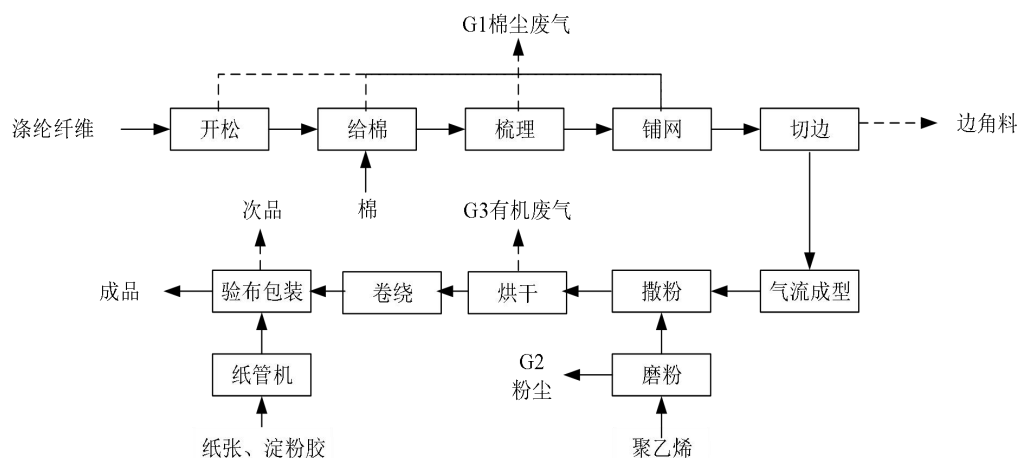 G1棉尘废气
涤纶纤维
开松
给棉
梳理
铺网
切边
边角料
次品
棉
G3有机废气
成品
验布包装
卷绕
烘干
撒粉
气流成型
纸管机
G2
粉尘
磨粉
纸张、淀粉胶
聚乙烯